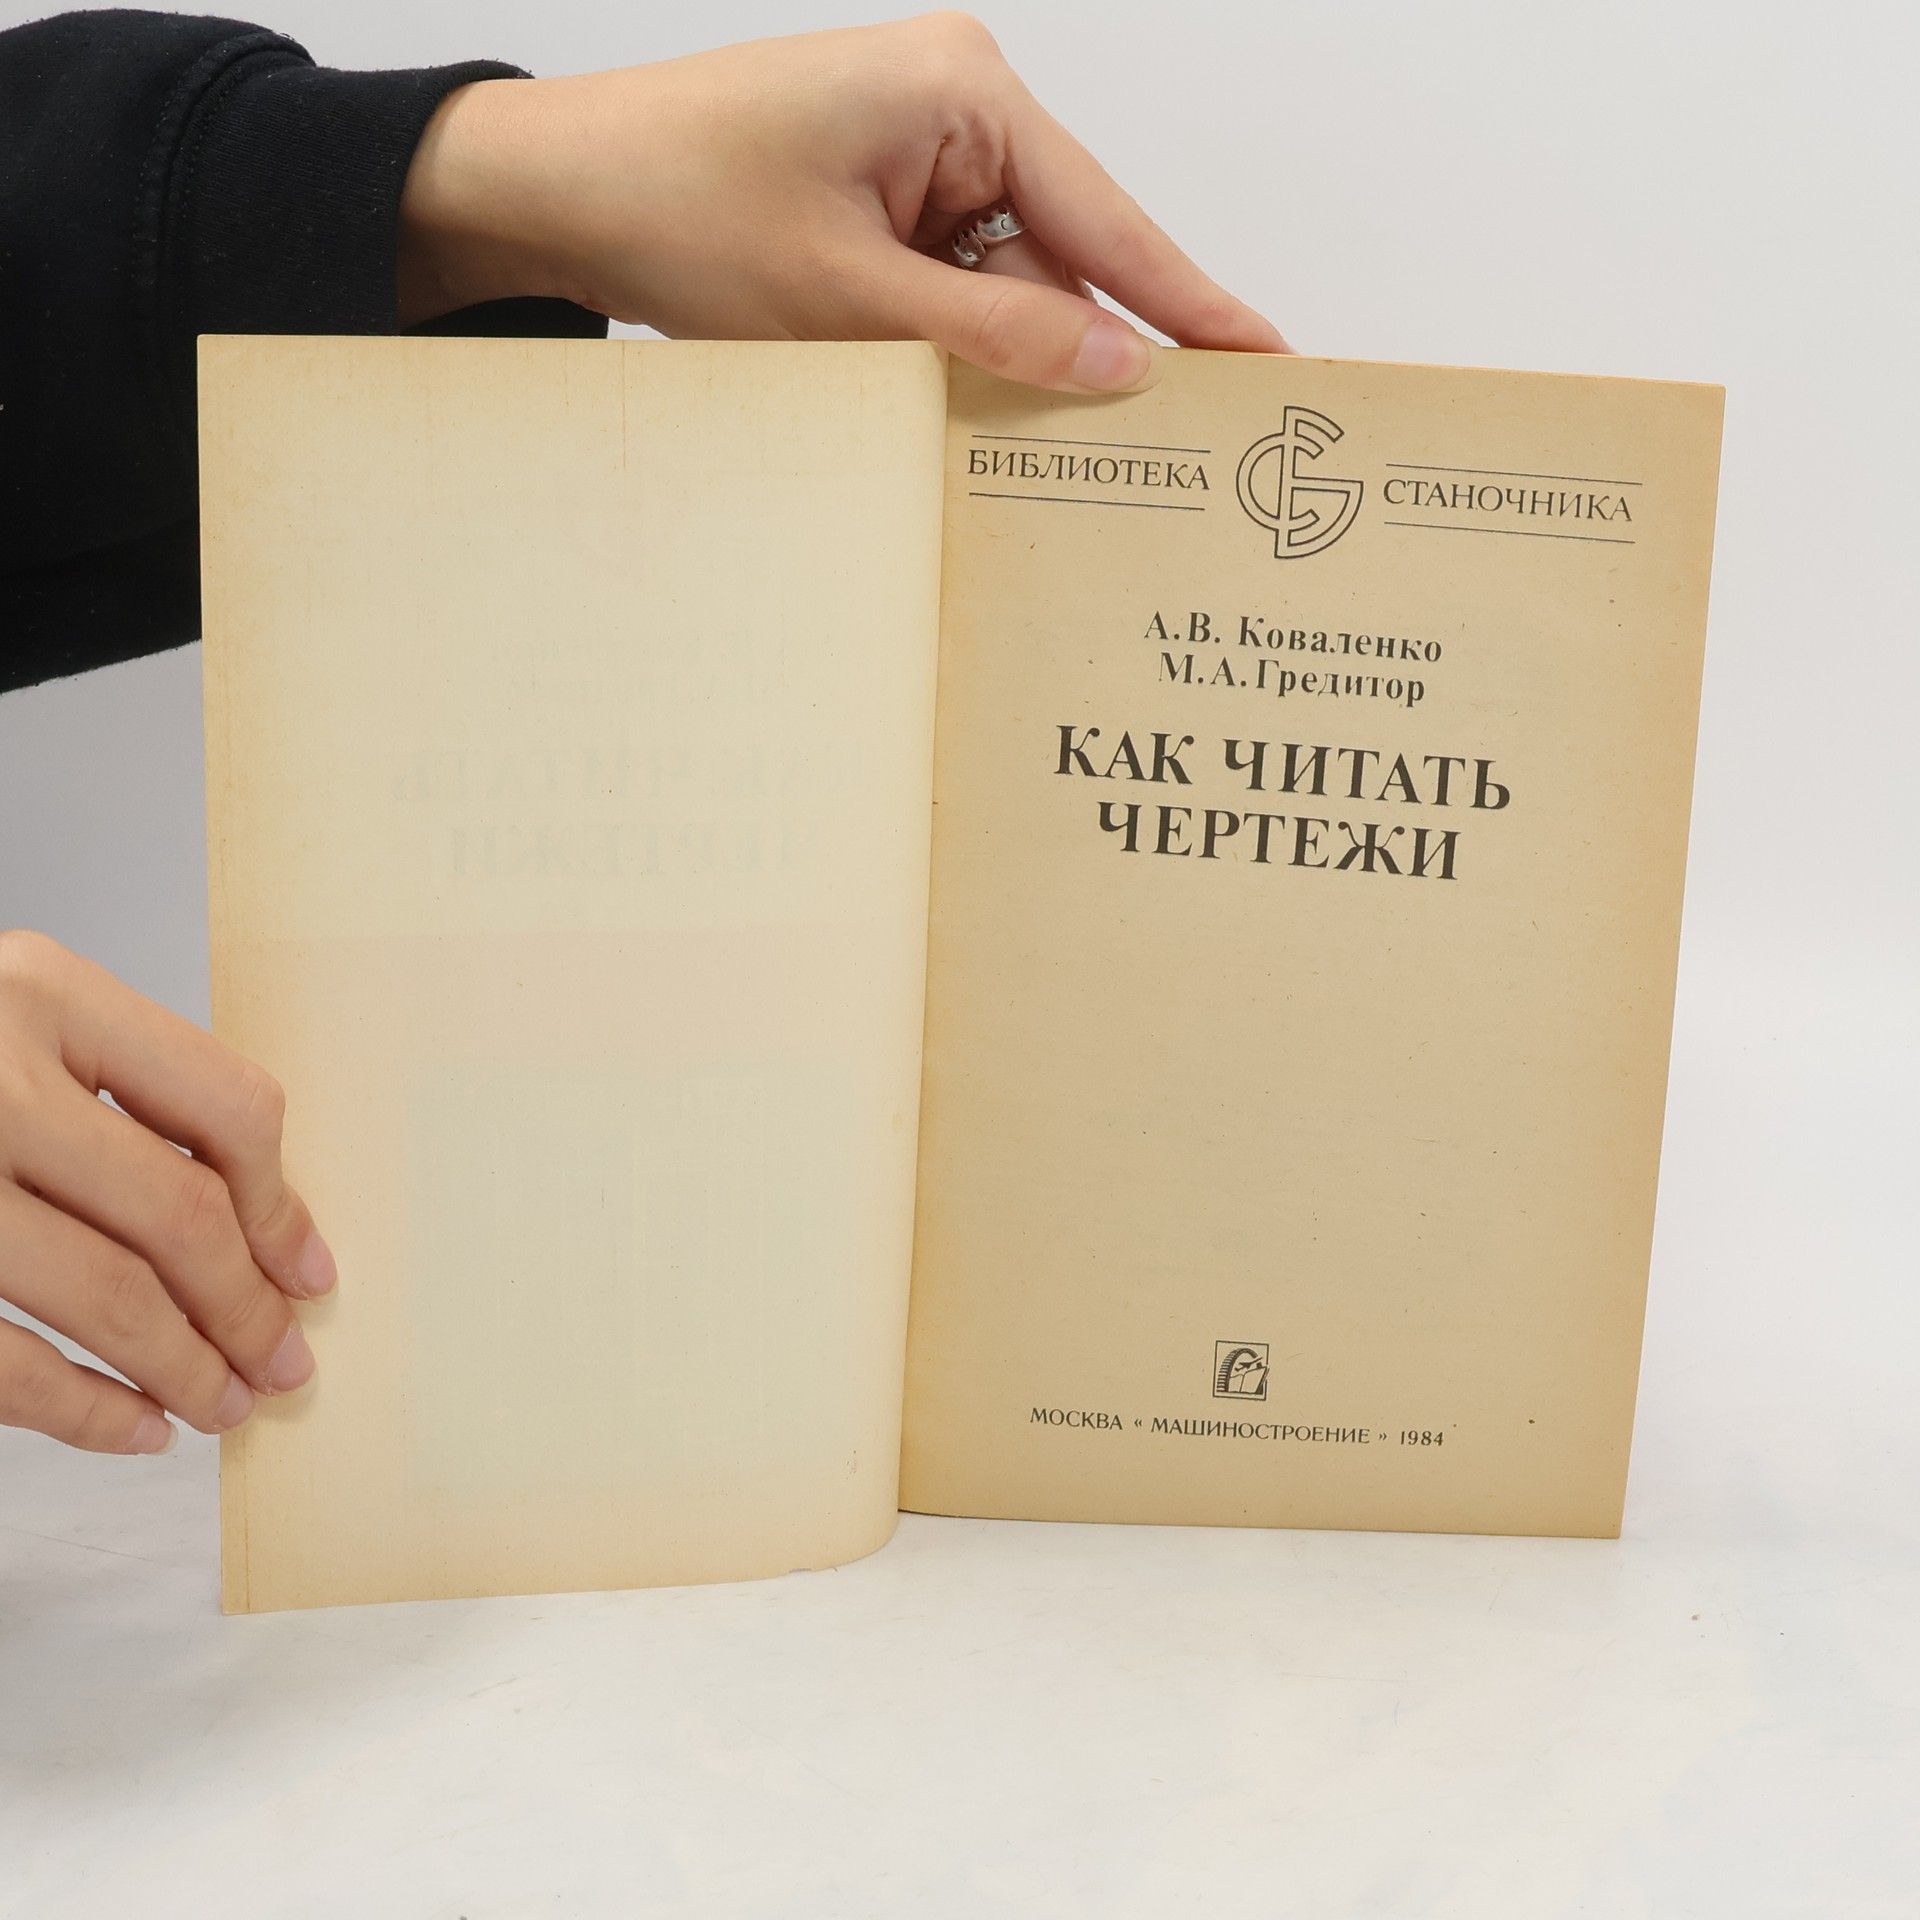 БИБЛИОТЕКА СТАНОЧНИКА
А.В. Коваленко
М.А. Гредитор
КАК ЧИТАТЬ
ЧЕРТЕЖИ
МОСКВА « МАШИНОСТРОЕНИЕ » 1984